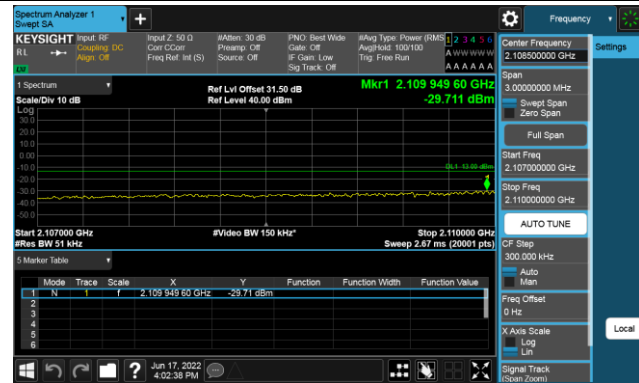 Spectrum Analyzer 1
Swept SA
+
Frequency
KEYSIGHT
RL
Input: RF
Coupling: DC
Align: Off
Input Z: 50 Ω
Corr CCorr
Freq Ref: Int (S)
#Atten: 30 dB
Preamp: Off
Source: Off
PNO: Best Wide
Gate: Off
IF Gain: Low
Sig Track: Off
#Avg Type: Power (RMS
Avg|Hold: 100/100
Trig: Free Run
1 2 3 4 5 6
A W W W W W
A A A A A A
1 Spectrum
Scale/Div 10 dB
Ref Lvl Offset 31.50 dB
Ref Level 40.00 dBm
Mkr1 2.109 949 60 GHz
-29.711 dBm
Log
30.0
20.0
10.0
0.00
-10.0
-20.0
-30.0
-40.0
-50.0
DL1 -13.00 dBm
Start 2.107000 GHz
#Res BW 51 kHz
#Video BW 150 kHz*
Stop 2.110000 GHz
Sweep 2.67 ms (20001 pts)
5 Marker Table
Mode Trace Scale X Y Function Function Width Function Value
1 N 1 f 2.109 949 60 GHz -29.71 dBm
2
3
4
5
6
Jun 17, 2022
4:02:38 PM
Center Frequency
2.108500000 GHz
Settings
Span
3.00000000 MHz
Swept Span
Zero Span
Full Span
Start Freq
2.107000000 GHz
Stop Freq
2.110000000 GHz
AUTO TUNE
CF Step
300.000 kHz
Auto
Man
Freq Offset
0 Hz
X Axis Scale
Log
Lin
Local
Signal Track
(Span Zoom)